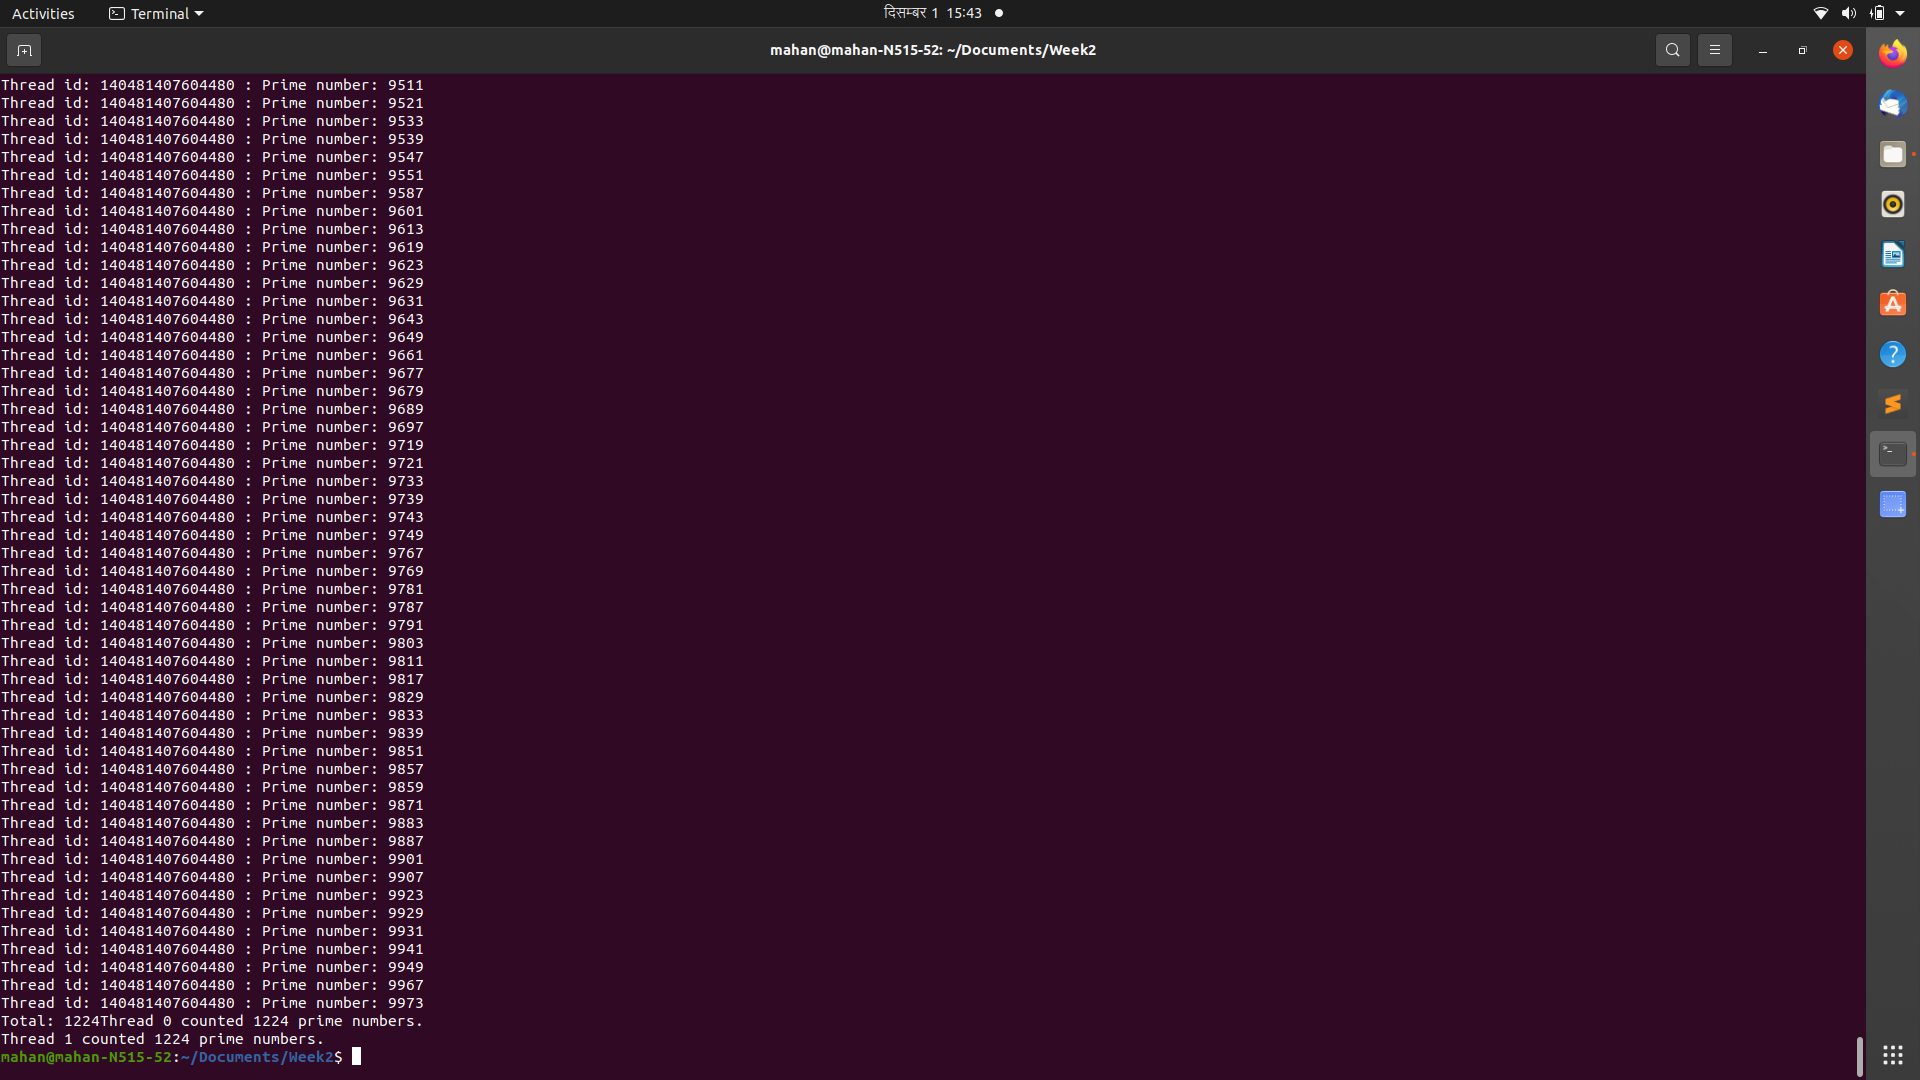 Activities
Terminal
दिसम्बर 1 15:43
mahan@mahan-N515-52: ~/Documents/Week2
Thread id: 140481407604480 : Prime number: 9511
Thread id: 140481407604480 : Prime number: 9521
Thread id: 140481407604480 : Prime number: 9533
Thread id: 140481407604480 : Prime number: 9539
Thread id: 140481407604480 : Prime number: 9547
Thread id: 140481407604480 : Prime number: 9551
Thread id: 140481407604480 : Prime number: 9587
Thread id: 140481407604480 : Prime number: 9601
Thread id: 140481407604480 : Prime number: 9613
Thread id: 140481407604480 : Prime number: 9619
Thread id: 140481407604480 : Prime number: 9623
Thread id: 140481407604480 : Prime number: 9629
Thread id: 140481407604480 : Prime number: 9631
Thread id: 140481407604480 : Prime number: 9643
Thread id: 140481407604480 : Prime number: 9649
Thread id: 140481407604480 : Prime number: 9661
Thread id: 140481407604480 : Prime number: 9677
Thread id: 140481407604480 : Prime number: 9679
Thread id: 140481407604480 : Prime number: 9689
Thread id: 140481407604480 : Prime number: 9697
Thread id: 140481407604480 : Prime number: 9719
Thread id: 140481407604480 : Prime number: 9721
Thread id: 140481407604480 : Prime number: 9733
Thread id: 140481407604480 : Prime number: 9739
Thread id: 140481407604480 : Prime number: 9743
Thread id: 140481407604480 : Prime number: 9749
Thread id: 140481407604480 : Prime number: 9767
Thread id: 140481407604480 : Prime number: 9769
Thread id: 140481407604480 : Prime number: 9781
Thread id: 140481407604480 : Prime number: 9787
Thread id: 140481407604480 : Prime number: 9791
Thread id: 140481407604480 : Prime number: 9803
Thread id: 140481407604480 : Prime number: 9811
Thread id: 140481407604480 : Prime number: 9817
Thread id: 140481407604480 : Prime number: 9829
Thread id: 140481407604480 : Prime number: 9833
Thread id: 140481407604480 : Prime number: 9839
Thread id: 140481407604480 : Prime number: 9851
Thread id: 140481407604480 : Prime number: 9857
Thread id: 140481407604480 : Prime number: 9859
Thread id: 140481407604480 : Prime number: 9871
Thread id: 140481407604480 : Prime number: 9883
Thread id: 140481407604480 : Prime number: 9887
Thread id: 140481407604480 : Prime number: 9901
Thread id: 140481407604480 : Prime number: 9907
Thread id: 140481407604480 : Prime number: 9923
Thread id: 140481407604480 : Prime number: 9929
Thread id: 140481407604480 : Prime number: 9931
Thread id: 140481407604480 : Prime number: 9941
Thread id: 140481407604480 : Prime number: 9949
Thread id: 140481407604480 : Prime number: 9967
Thread id: 140481407604480 : Prime number: 9973
Total: 1224Thread 0 counted 1224 prime numbers.
Thread 1 counted 1224 prime numbers.
mahan@mahan-N515-52:~/Documents/Week2$